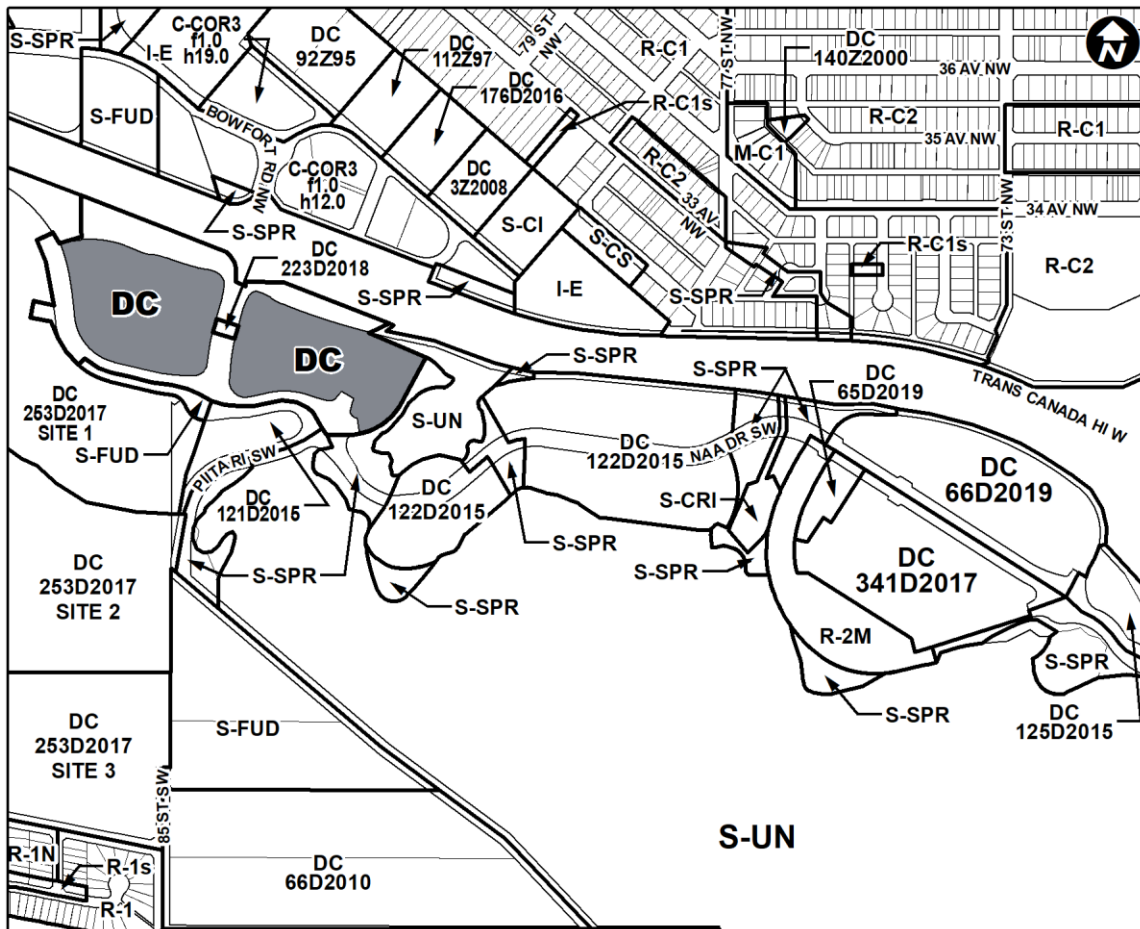 S-SPR
C-COR3
f1.0
h19.0
I-E
DC
92Z95
DC
112Z97
DC
176D2016
79 ST
NW
R-C1
77 ST NW
DC
140Z2000
36 AV NW
N
S-FUD
BOWFORT RD NW
C-COR3
f1.0
h12.0
R-C1s
R-C2
M-C1
35 AV NW
R-C1
DC
3Z2008
R-C2
33 AV
NW
34 AV NW
S-SPR
S-CI
S-CS
73 ST NW
R-C1s
R-C2
DC
223D2018
S-SPR
I-E
S-SPR
DC
DC
S-SPR
S-SPR
DC
65D2019
TRANS CANADA HI W
DC
253D2017
SITE 1
S-FUD
S-UN
PIITA RI SW
DC
122D2015
NAA DR SW
DC
66D2019
DC
121D2015
DC
122D2015
S-CRI
S-SPR
S-SPR
S-SPR
S-SPR
DC
341D2017
DC
253D2017
SITE 2
R-2M
S-SPR
S-SPR
DC
125D2015
S-FUD
DC
253D2017
SITE 3
85 ST SW
S-UN
R-1N
R-1s
R-1
DC
66D2010